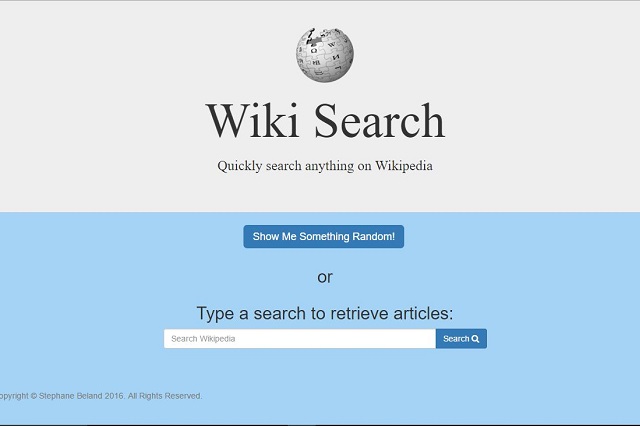 Wiki Search
Quickly search anything on Wikipedia
Show Me Something Random!
or
Type a search to retrieve articles:
Search Wikipedia Search
opyright © Stephane Beland 2016. All Rights Reserved.